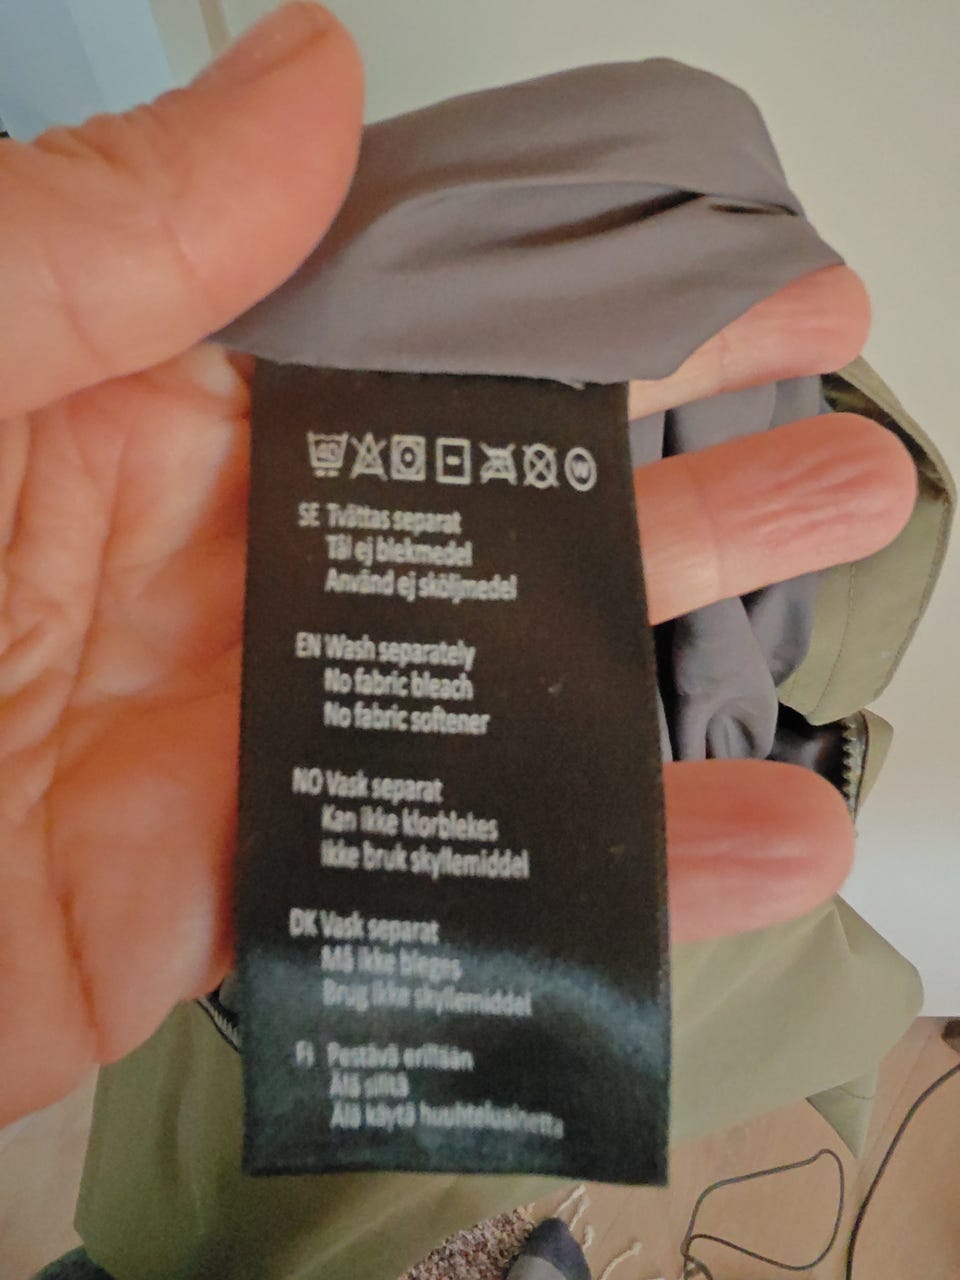 40 W
SE Tvättas separat
Tål ej blekmedel
Använd ej sköljmedel
EN Wash separately
No fabric bleach
No fabric softener
NO Vask separat
Kan ikke klorblekes
Ikke bruk skyllemiddel
DK Vask separat
Må ikke bleges
Brug ikke skyllemiddel
FI Pestävä erillään
Älä silitä
Älä käytä huuhteluainetta